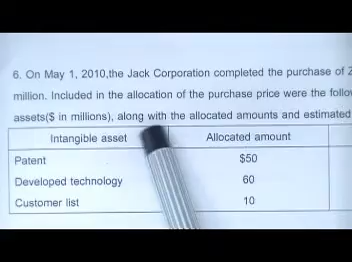 6. On May 1, 2010,the Jack Corporation completed the purchase of
million. Included in the allocation of the purchase price were the
assets($ in millions), along with the allocated amounts and estimated
Intangible asset Allocated amount
Patent $50
Developed technology 60
Customer list 10